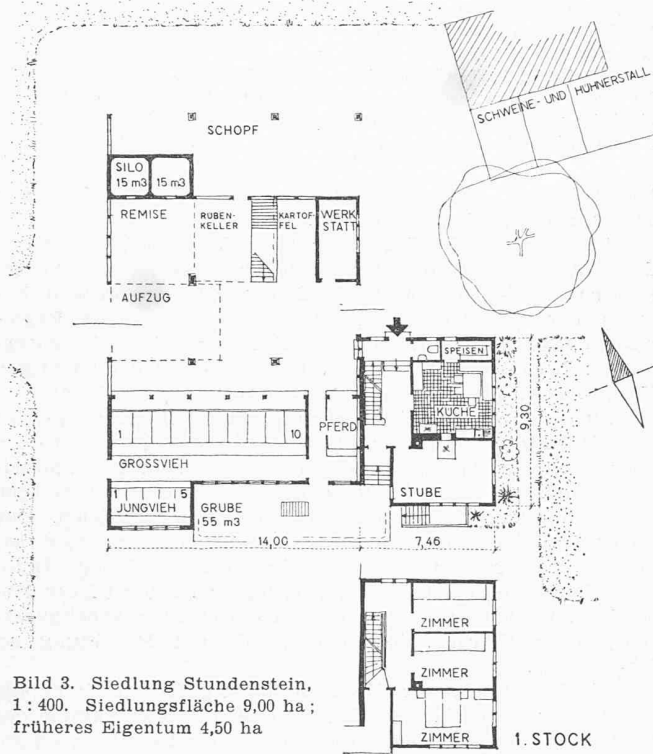 SCHWEINE- UND HÜHNERSTALL
SCHOPF
SILO
15 m3
15 m3
REMISE
RUBEN-
KELLER
KARTOF-
FEL
WERK
STATT
AUFZUG
SPEISEN
KÜCHE
9,30
1
10
PFERD
GROSSVIEH
1
5
JUNGVIEH
GRUBE
55 m3
STUBE
14,00
7,46
ZIMMER
ZIMMER
ZIMMER
1. STOCK
Bild 3. Siedlung Stundenstein,
1 : 400. Siedlungsfläche 9,00 ha;
früheres Eigentum 4,50 ha